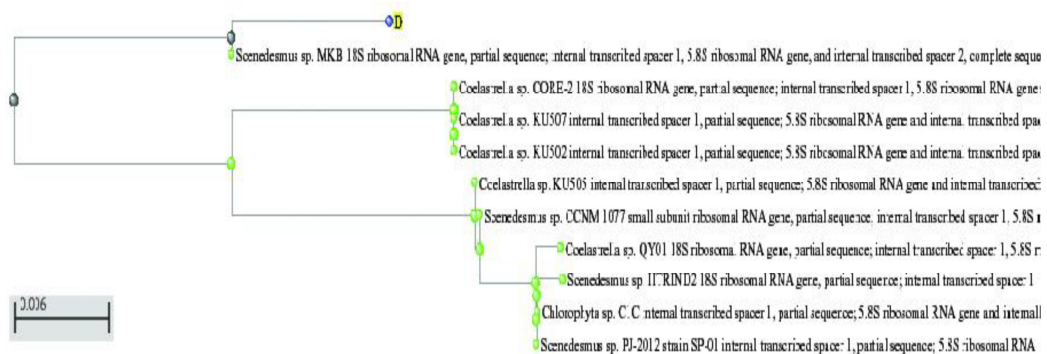 D
Scenedesmus sp. MKB 18S ribosomal RNA gene, partial sequence; internal transcribed spacer 1, 5.8S ribosomal RNA gene, and internal transcribed spacer 2, complete seque
Coelastrella sp. CORE-2 18S ribosomal RNA gene, partial sequence; internal transcribed spacer 1, 5.8S ribosomal RNA gene
Coelastrella sp. KU507 internal transcribed spacer 1, partial sequence; 5.8S ribosomal RNA gene and internal transcribed spac
Coelastrella sp. KU502 internal transcribed spacer 1, partial sequence; 5.8S ribosomal RNA gene and internal transcribed spac
Coelastrella sp. KU505 internal transcribed spacer 1, partial sequence; 5.8S ribosomal RNA gene and internal transcribed
Scenedesmus sp. CCNM 1077 small subunit ribosomal RNA gene, partial sequence, internal transcribed spacer 1, 5.8S
Coelastrella sp. QY01 18S ribosomal RNA gene, partial sequence; internal transcribed spacer 1, 5.8S
Scenedesmus sp 18S ribosomal RNA gene, partial sequence; internal transcribed spacer 1
Chlorophyta sp. internal transcribed spacer 1, partial sequence; 5.8S ribosomal RNA gene and internal
Scenedesmus sp. PJ-2012 strain SP-01 internal transcribed spacer 1, partial sequence; 5.8S ribosomal RNA
0.006